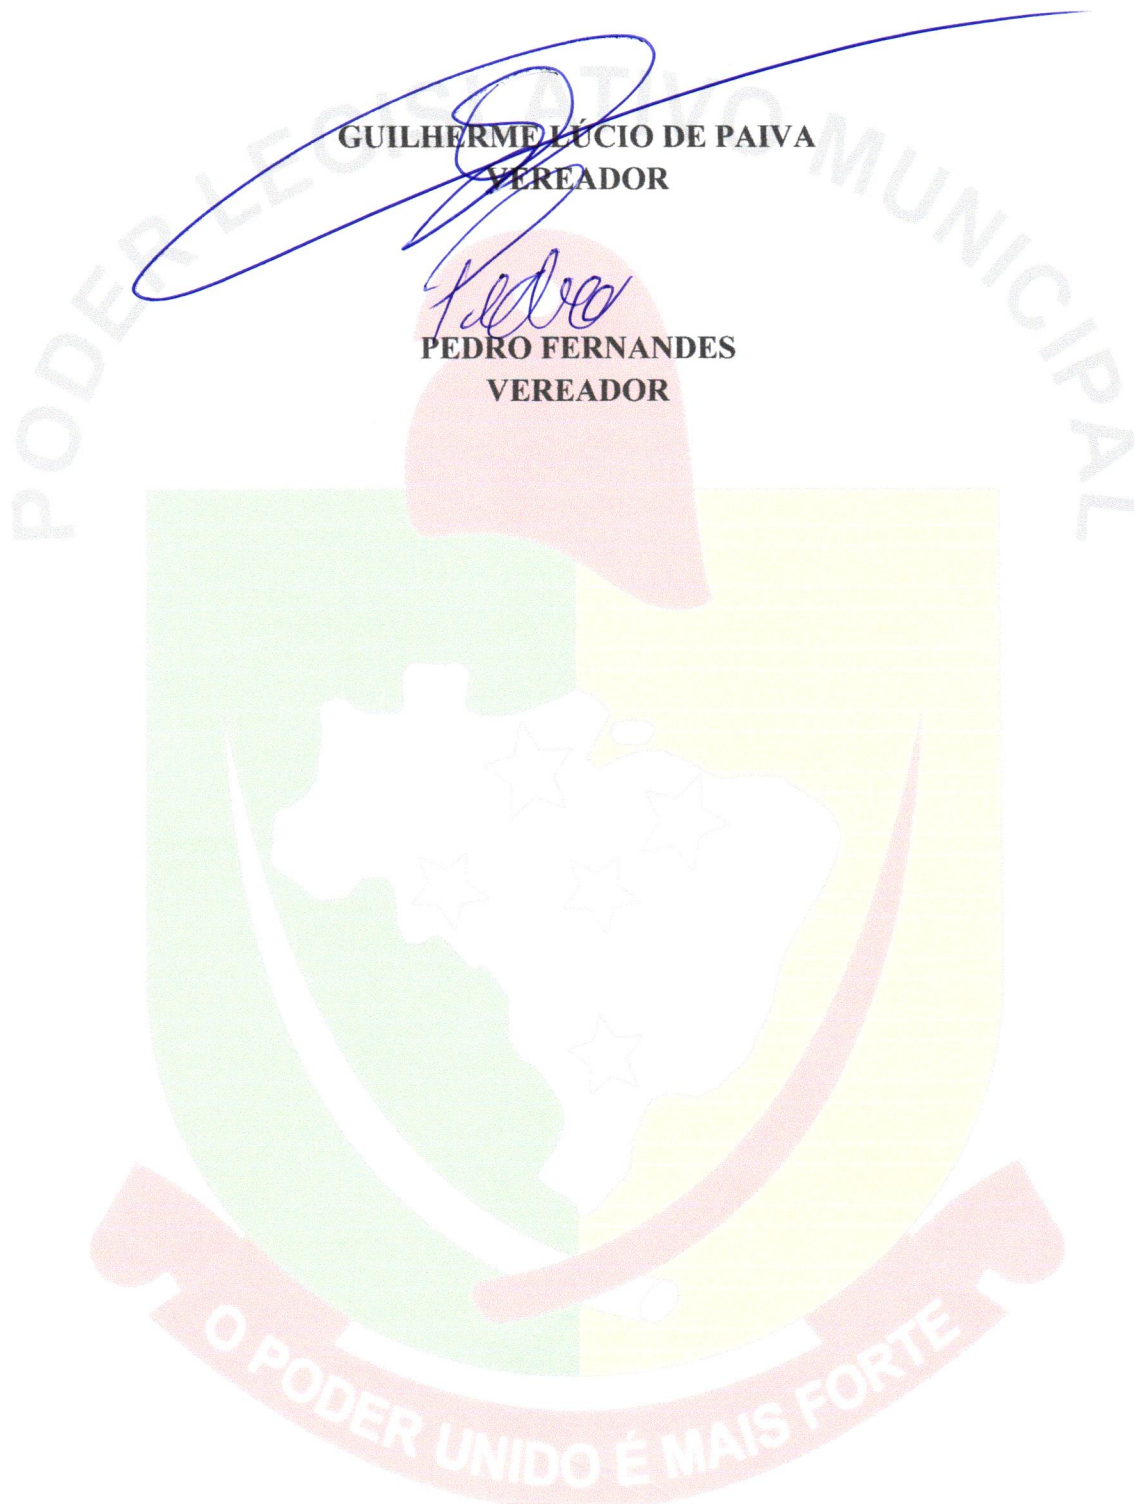 PODER LEGISLATIVO MUNICIPAL
GUILHERME LÚCIO DE PAIVA
VEREADOR
Pedro
PEDRO FERNANDES
VEREADOR
O PODER UNIDO É MAIS FORTE